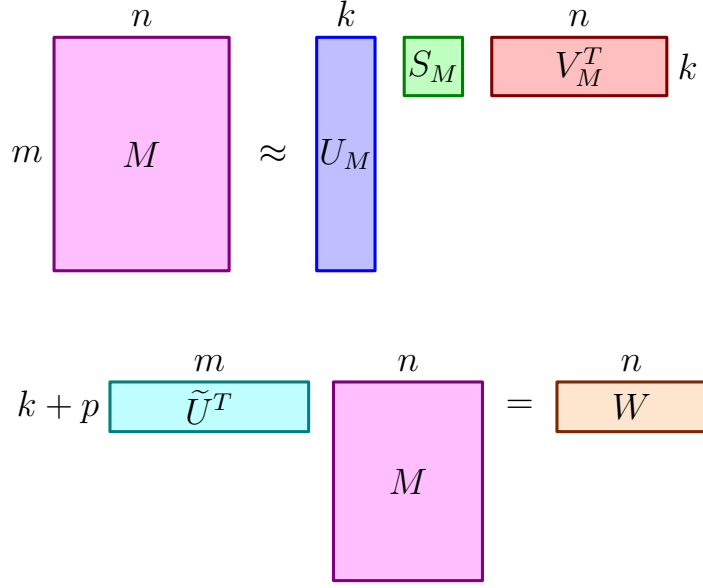 n k n
m M ≈ U_M S_M V_M^T k
m n n
k + p Ũ^T M = W